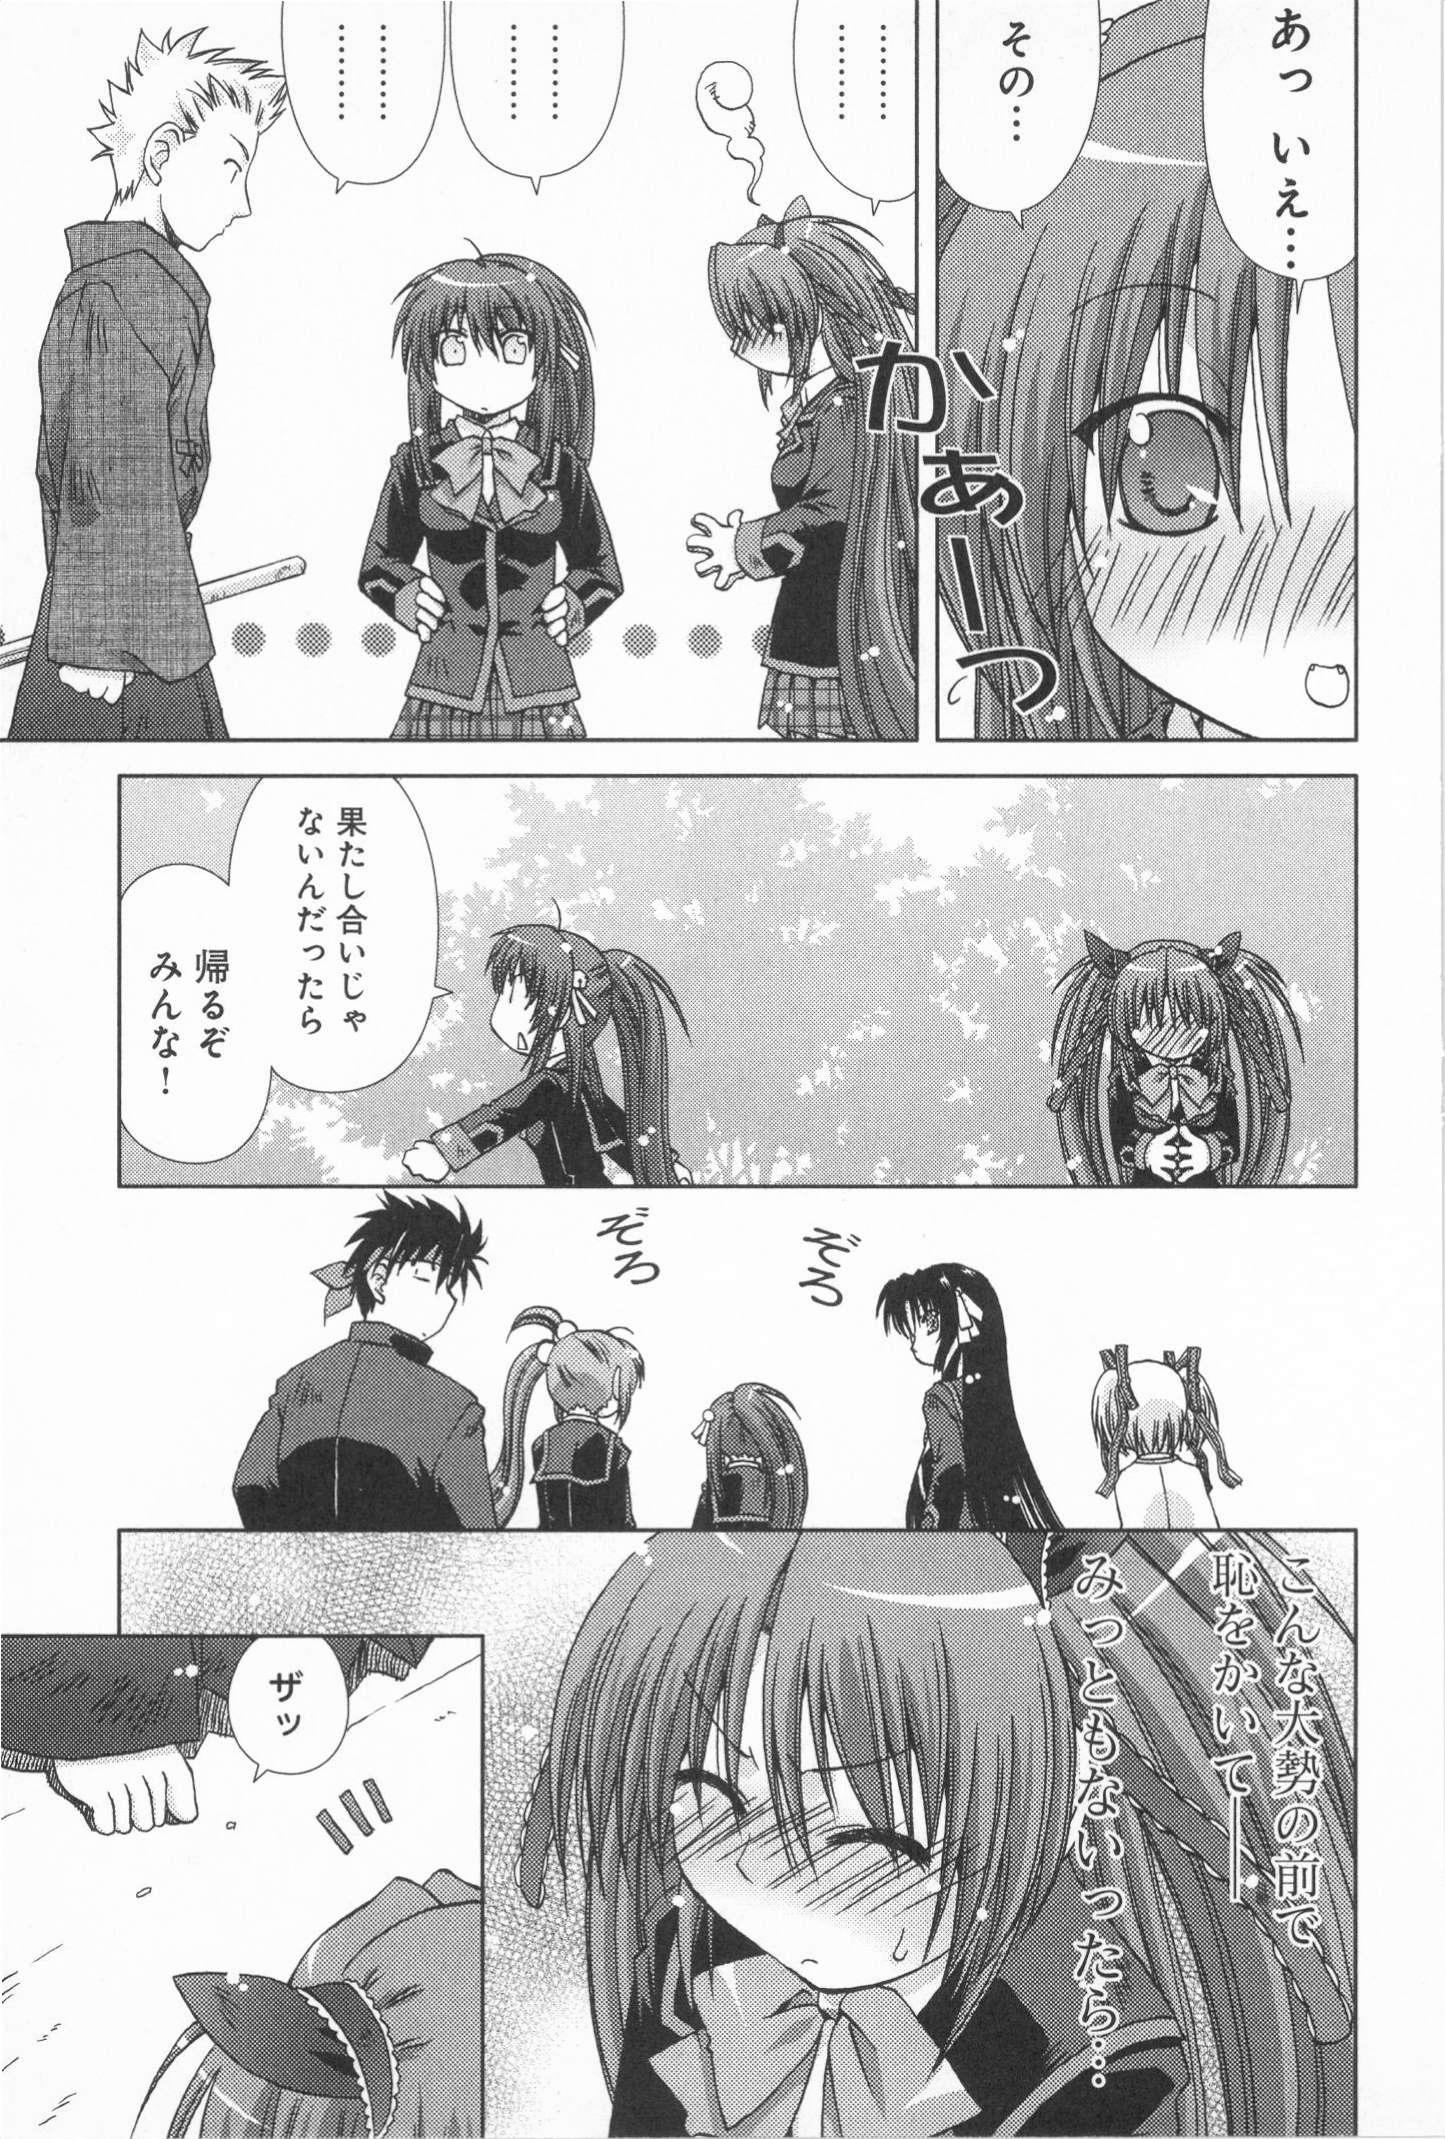 あっ いえ…
その…
かぁーっ
…………
…………
…………
…………
…………
…………
果たし合いじゃ
ないんだったら
帰るぞ
みんな！
ぞろ
ぞろ
こんな大勢の前で
恥をかいて――
みっともないったら…
ザッ